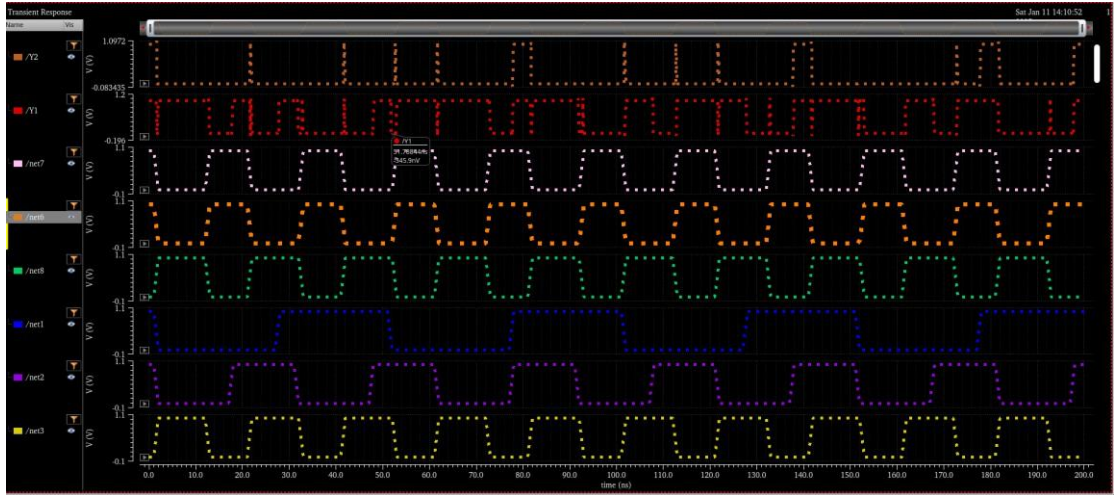 Transient Response
Sat Jan 11 14:10:52
Name
Vis
/Y2
V (V)
1.0972
-0.083435
/Y1
V (V)
1.2
-0.196
/Y1
345.9mV
/net7
V (V)
1.1
-0.1
/net6
V (V)
1.1
-0.1
/net8
V (V)
1.1
-0.1
/net1
V (V)
1.1
-0.1
/net2
V (V)
1.1
-0.1
/net3
V (V)
1.1
-0.1
0.0 10.0 20.0 30.0 40.0 50.0 60.0 70.0 80.0 90.0 100.0 110.0 120.0 130.0 140.0 150.0 160.0 170.0 180.0 190.0 200.0
time (ns)